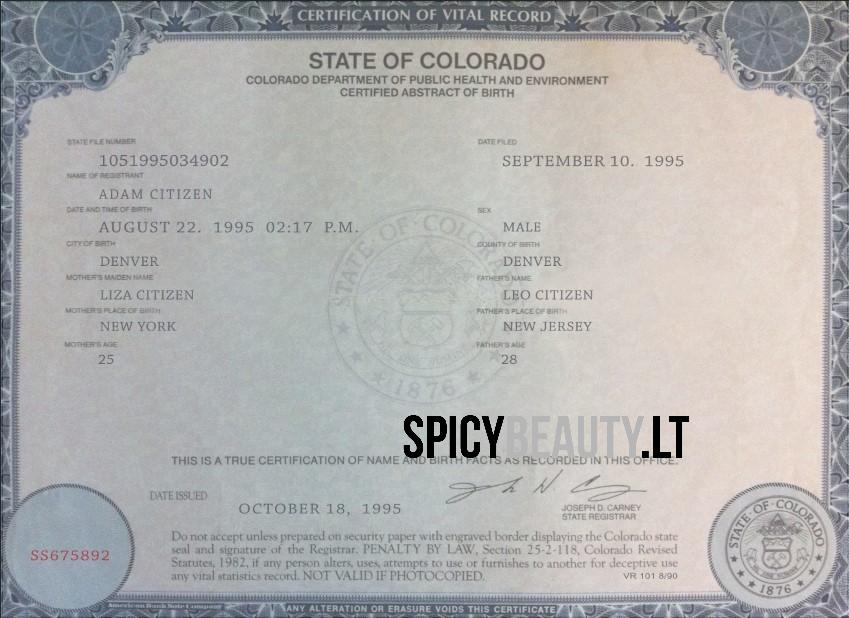 CERTIFICATION OF VITAL RECORD
STATE OF COLORADO
COLORADO DEPARTMENT OF PUBLIC HEALTH AND ENVIRONMENT
CERTIFIED ABSTRACT OF BIRTH
STATE FILE NUMBER DATE FILED
1051995034902 SEPTEMBER 10. 1995
NAME OF REGISTRANT
ADAM CITIZEN
DATE AND TIME OF BIRTH SEX
AUGUST 22. 1995 02:17 P.M. MALE
CITY OF BIRTH COUNTY OF BIRTH
DENVER DENVER
MOTHER'S MAIDEN NAME FATHER'S NAME
LIZA CITIZEN LEO CITIZEN
MOTHER'S PLACE OF BIRTH FATHER'S PLACE OF BIRTH
NEW YORK NEW JERSEY
MOTHER'S AGE FATHER'S AGE
25 28
STATE OF COLORADO
1876
SPICYBEAUTY.LT
THIS IS A TRUE CERTIFICATION OF NAME AND BIRTH FACTS AS RECORDED IN THIS OFFICE.
DATE ISSUED
OCTOBER 18, 1995
JOSEPH D. CARNEY
STATE REGISTRAR
SS675892
STATE OF COLORADO
1876
Do not accept unless prepared on security paper with engraved border displaying the Colorado state
seal and signature of the Registrar. PENALTY BY LAW, Section 25-2-118, Colorado Revised
Statutes, 1982, if any person alters, uses, attempts to use or furnishes to another for deceptive use
any vital statistics record. NOT VALID IF PHOTOCOPIED.
VR 101 8/90
American Bank Note Company
ANY ALTERATION OR ERASURE VOIDS THIS CERTIFICATE